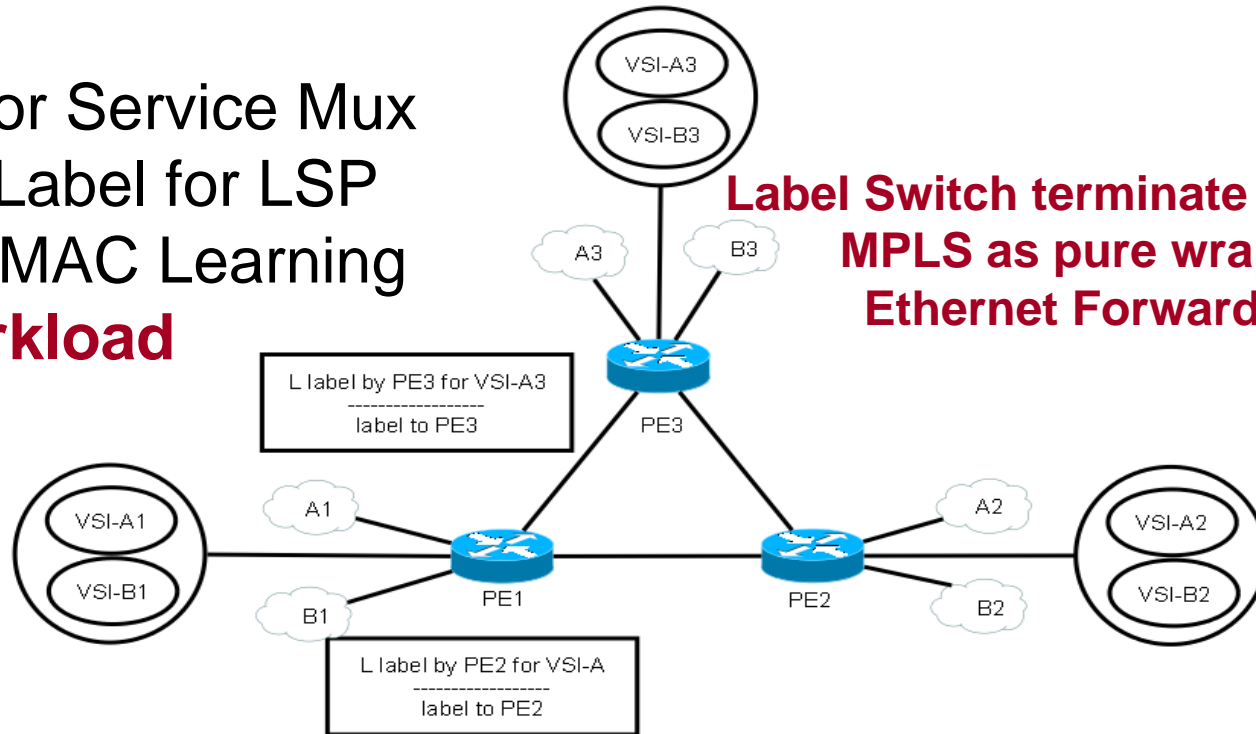 or Service Mux
Label for LSP
MAC Learning
rkload
Label Switch terminate
MPLS as pure wra
Ethernet Forward
VSI-A3
VSI-B3
A3
B3
L label by PE3 for VSI-A3
------------------
label to PE3
PE3
VSI-A1
VSI-B1
A1
B1
PE1
PE2
A2
B2
VSI-A2
VSI-B2
L label by PE2 for VSI-A
------------------
label to PE2